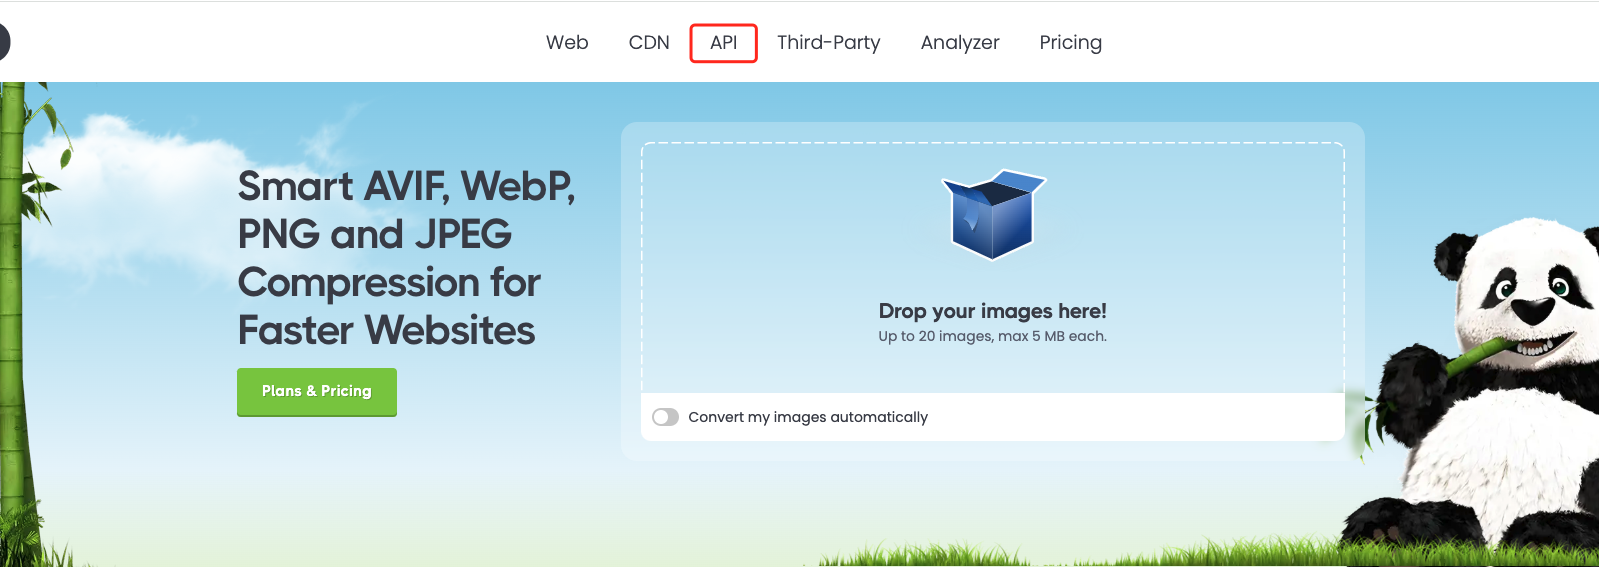 Web
CDN
API
Third-Party
Analyzer
Pricing
Smart AVIF, WebP,
PNG and JPEG
Compression for
Faster Websites
Plans & Pricing
Drop your images here!
Up to 20 images, max 5 MB each.
Convert my images automatically